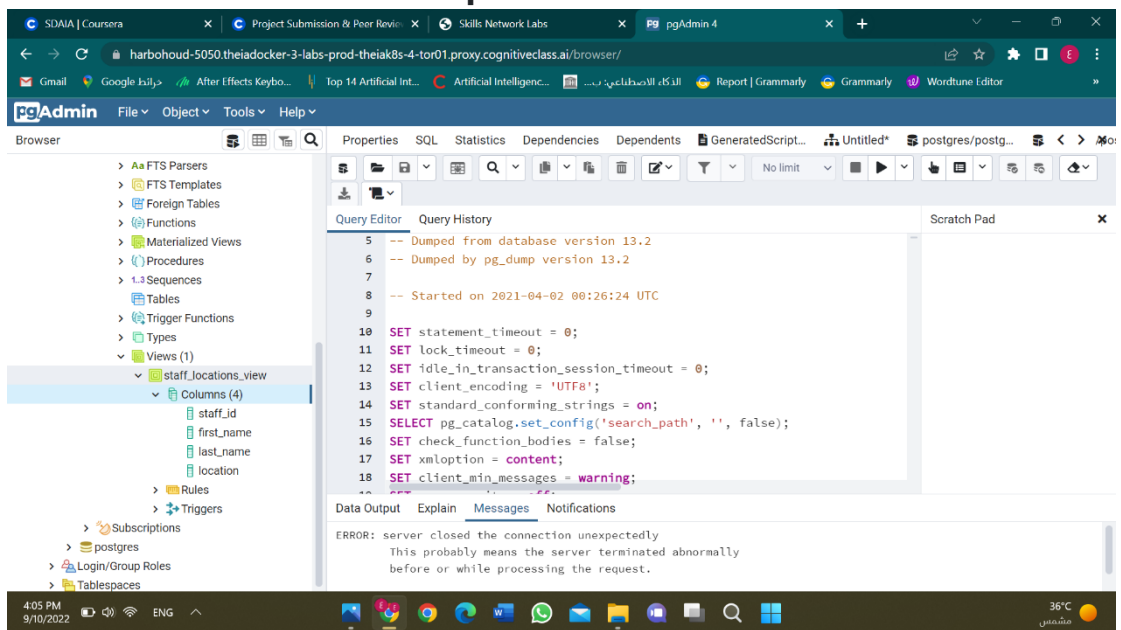 SDAIA | Coursera
Project Submission & Peer Revie
Skills Network Labs
pgAdmin 4
harbohoud-5050.theiadocker-3-labs-prod-theiak8s-4-tor01.proxy.cognitiveclass.ai/browser/
Gmail
Google خرائط
After Effects Keybo...
Top 14 Artificial Int...
Artificial Intelligenc...
الذكاء الاصطناعي: ب...
Report | Grammarly
Grammarly
Wordtune Editor
»
pgAdmin File Object Tools Help
Browser
Properties SQL Statistics Dependencies Dependents GeneratedScript... Untitled* postgres/postg...
No limit
FTS Parsers
FTS Templates
Foreign Tables
Functions
Materialized Views
Procedures
1..3 Sequences
Tables
Trigger Functions
Types
Views (1)
staff_locations_view
Columns (4)
staff_id
first_name
last_name
location
Rules
Triggers
Subscriptions
postgres
Login/Group Roles
Tablespaces
Query Editor Query History
Scratch Pad
5 -- Dumped from database version 13.2
6 -- Dumped by pg_dump version 13.2
7
8 -- Started on 2021-04-02 00:26:24 UTC
9
10 SET statement_timeout = 0;
11 SET lock_timeout = 0;
12 SET idle_in_transaction_session_timeout = 0;
13 SET client_encoding = 'UTF8';
14 SET standard_conforming_strings = on;
15 SELECT pg_catalog.set_config('search_path', '', false);
16 SET check_function_bodies = false;
17 SET xmloption = content;
18 SET client_min_messages = warning;
Data Output Explain Messages Notifications
ERROR: server closed the connection unexpectedly
This probably means the server terminated abnormally
before or while processing the request.
4:05 PM
9/10/2022
ENG
36°C
مشمس